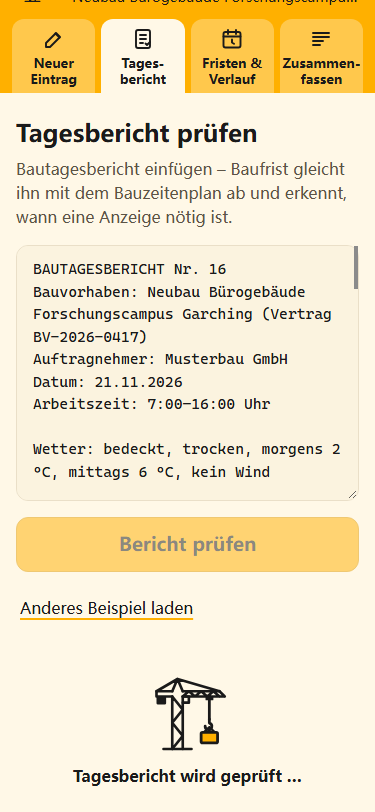 Neubau Bürogebäude Forschungscampu...
Neuer
Eintrag
Tages-
bericht
Fristen &
Verlauf
Zusammen-
fassen
Tagesbericht prüfen
Bautagesbericht einfügen – Baufrist gleicht
ihn mit dem Bauzeitenplan ab und erkennt,
wann eine Anzeige nötig ist.
BAUTAGESBERICHT Nr. 16
Bauvorhaben: Neubau Bürogebäude
Forschungscampus Garching (Vertrag
BV-2026-0417)
Auftragnehmer: Musterbau GmbH
Datum: 21.11.2026
Arbeitszeit: 7:00–16:00 Uhr
Wetter: bedeckt, trocken, morgens 2
°C, mittags 6 °C, kein Wind
Bericht prüfen
Anderes Beispiel laden
Tagesbericht wird geprüft ...